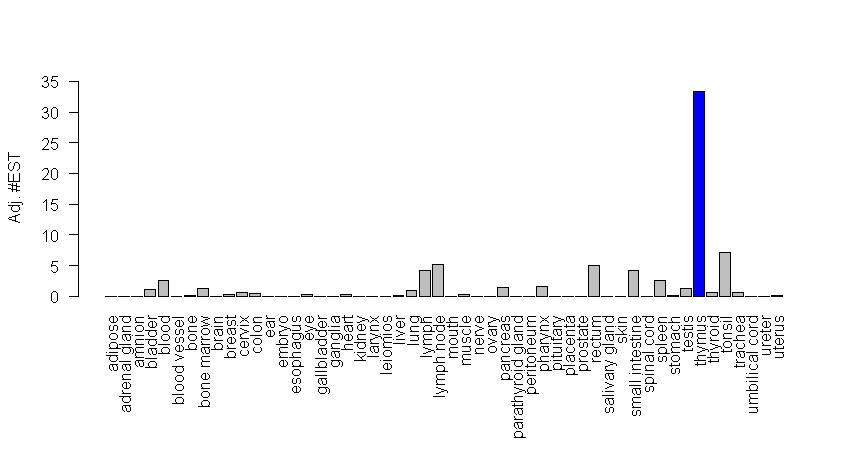 Adj. #EST
35
30
25
20
15
10
5
0
adipose
adrenal gland
amnion
bladder
blood
blood vessel
bone
bone marrow
brain
breast
cervix
colon
ear
embryo
esophagus
eye
gallbladder
ganglia
heart
kidney
larynx
leiomios
liver
lung
lymph
lymph node
mouth
muscle
nerve
ovary
pancreas
parathyroid gland
peritoneum
pharynx
pituitary
placenta
prostate
rectum
salivary gland
skin
small intestine
spinal cord
spleen
stomach
testis
thymus
thyroid
tonsil
trachea
umbilical cord
ureter
uterus